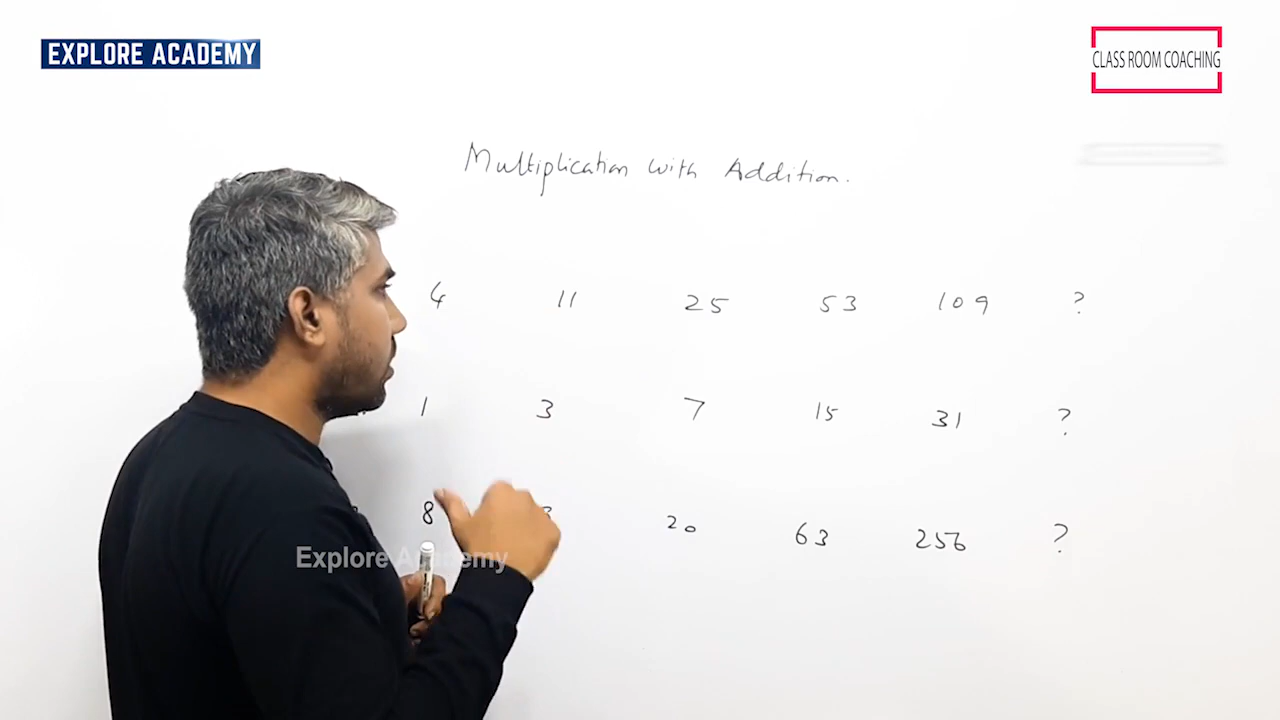 EXPLORE ACADEMY
CLASS ROOM COACHING
Multiplication with Addition.
4 11 25 53 109 ?
1 3 7 15 31 ?
8 20 63 256 ?
Explore Academy